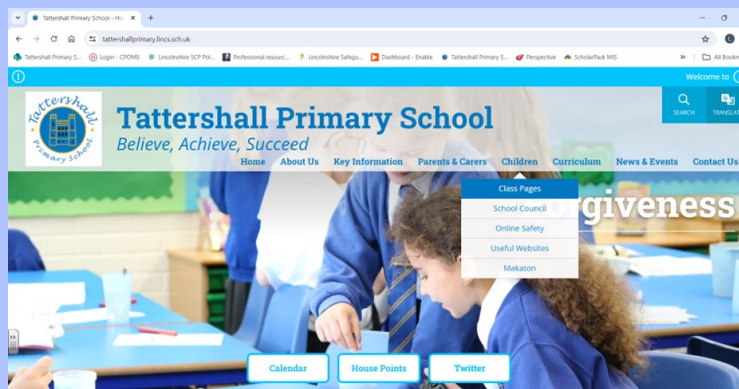 Tattershall Primary School – Ho
tattershallprimary.lincs.sch.uk
Tattershall Primary S... Login - CPOMS Lincolnshire SCP Pol... Professional resourc... Lincolnshire Safegu... Dashboard - Enable Tattershall Primary S... Perspective ScholarPack MIS » All Bookm
Welcome to
Tattershall
Primary School
Tattershall Primary School
Believe, Achieve, Succeed
SEARCH
TRANSLAT
Home About Us Key Information Parents & Carers Children Curriculum News & Events Contact Us
Class Pages
School Council
Online Safety
Useful Websites
Makaton
rgiveness
Calendar House Points Twitter